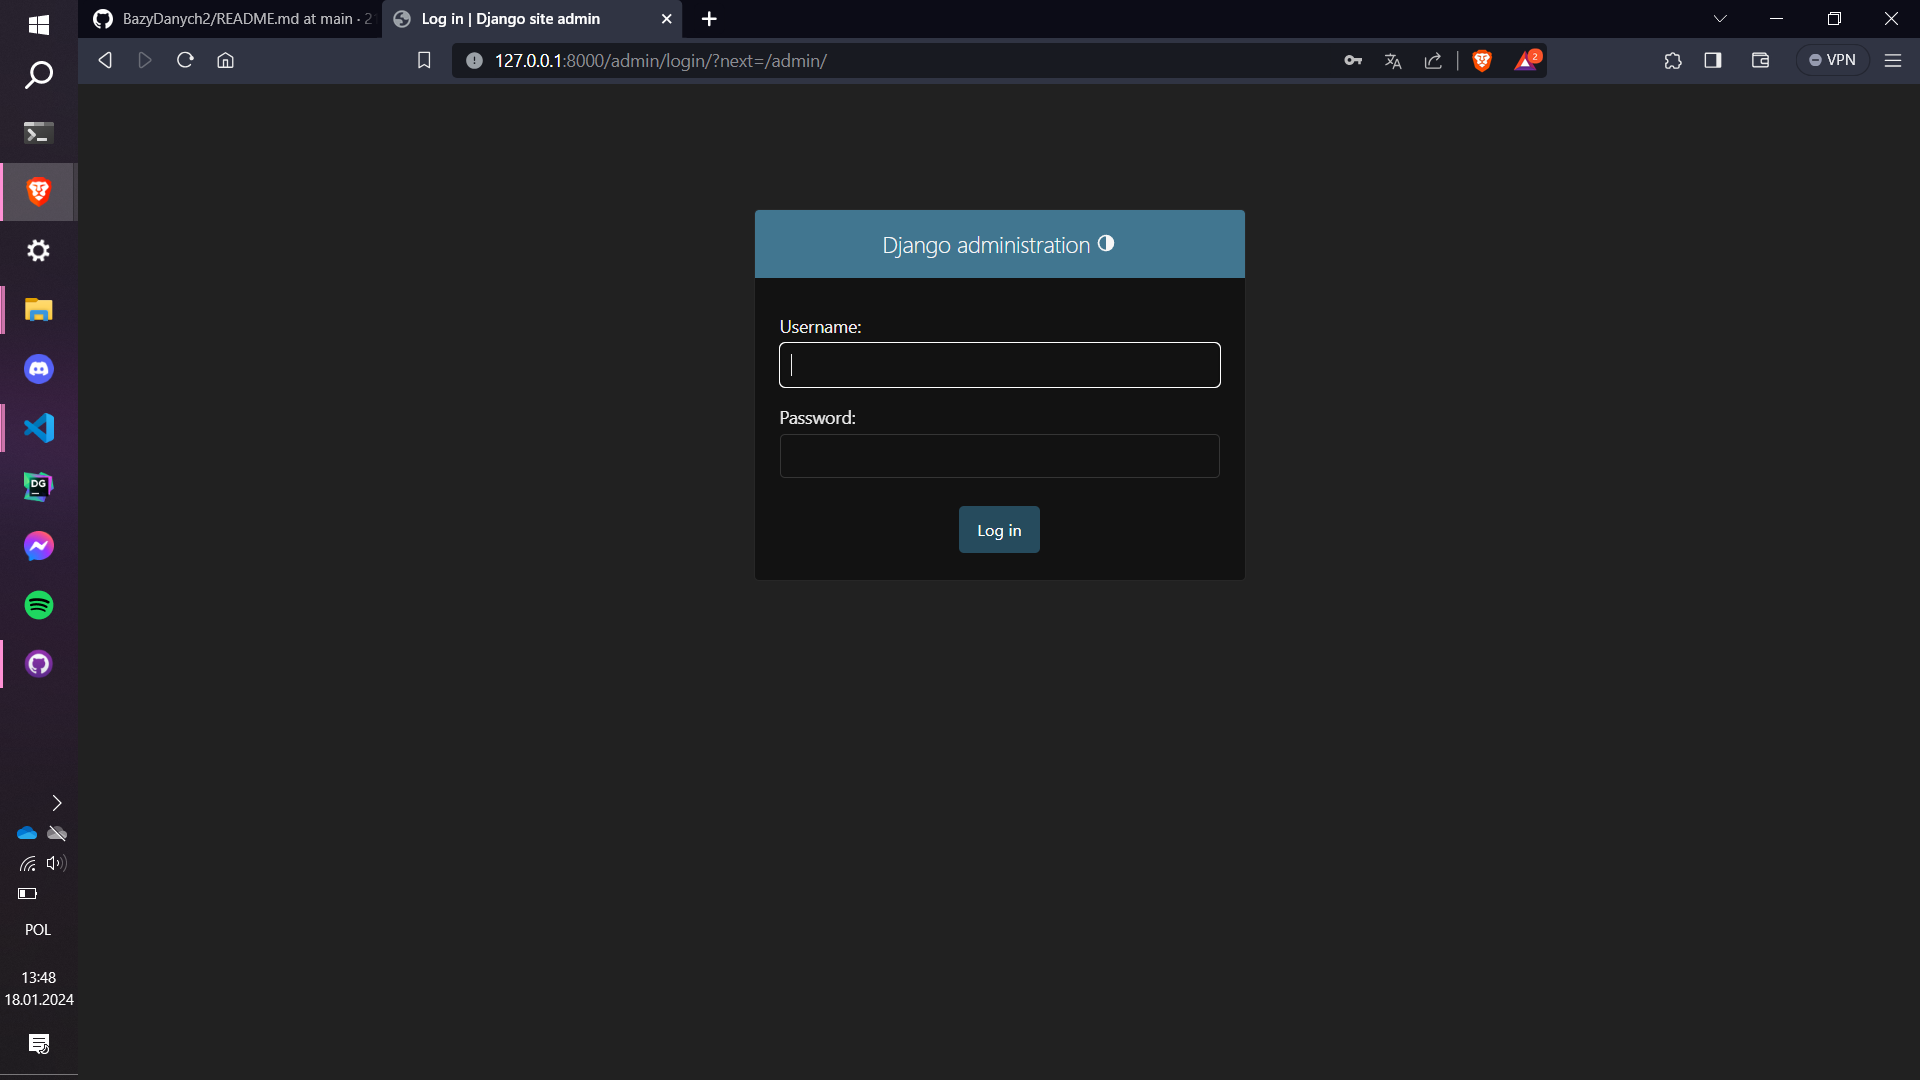 BazyDanych2/README.md at main · 2
Log in | Django site admin
127.0.0.1:8000/admin/login/?next=/admin/
2
VPN
Django administration
Username:
Password:
Log in
DG
POL
13:48
18.01.2024